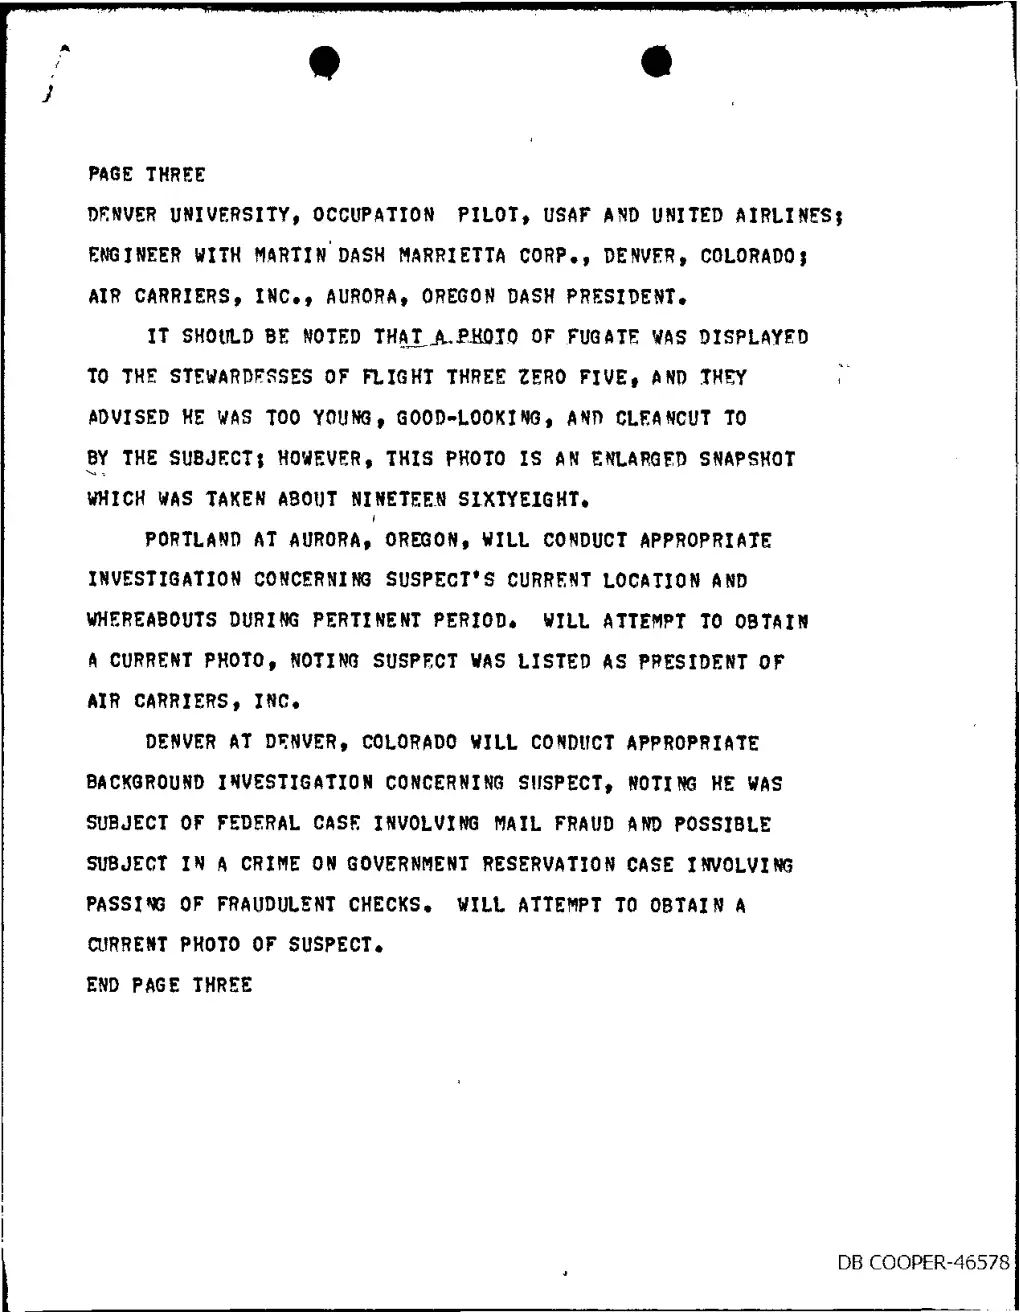 PAGE THREE
DENVER UNIVERSITY, OCCUPATION PILOT, USAF AND UNITED AIRLINES;
ENGINEER WITH MARTIN DASH MARRIETTA CORP., DENVER, COLORADO;
AIR CARRIERS, INC., AURORA, OREGON DASH PRESIDENT.
IT SHOULD BE NOTED THAT A PHOTO OF FUGATE WAS DISPLAYED
TO THE STEWARDESSES OF FLIGHT THREE ZERO FIVE, AND THEY
ADVISED HE WAS TOO YOUNG, GOOD-LOOKING, AND CLEANCUT TO
BY THE SUBJECT; HOWEVER, THIS PHOTO IS AN ENLARGED SNAPSHOT
WHICH WAS TAKEN ABOUT NINETEEN SIXTYEIGHT.
PORTLAND AT AURORA, OREGON, WILL CONDUCT APPROPRIATE
INVESTIGATION CONCERNING SUSPECT'S CURRENT LOCATION AND
WHEREABOUTS DURING PERTINENT PERIOD. WILL ATTEMPT TO OBTAIN
A CURRENT PHOTO, NOTING SUSPECT WAS LISTED AS PRESIDENT OF
AIR CARRIERS, INC.
DENVER AT DENVER, COLORADO WILL CONDUCT APPROPRIATE
BACKGROUND INVESTIGATION CONCERNING SUSPECT, NOTING HE WAS
SUBJECT OF FEDERAL CASE INVOLVING MAIL FRAUD AND POSSIBLE
SUBJECT IN A CRIME ON GOVERNMENT RESERVATION CASE INVOLVING
PASSING OF FRAUDULENT CHECKS. WILL ATTEMPT TO OBTAIN A
CURRENT PHOTO OF SUSPECT.
END PAGE THREE
DB COOPER-46578